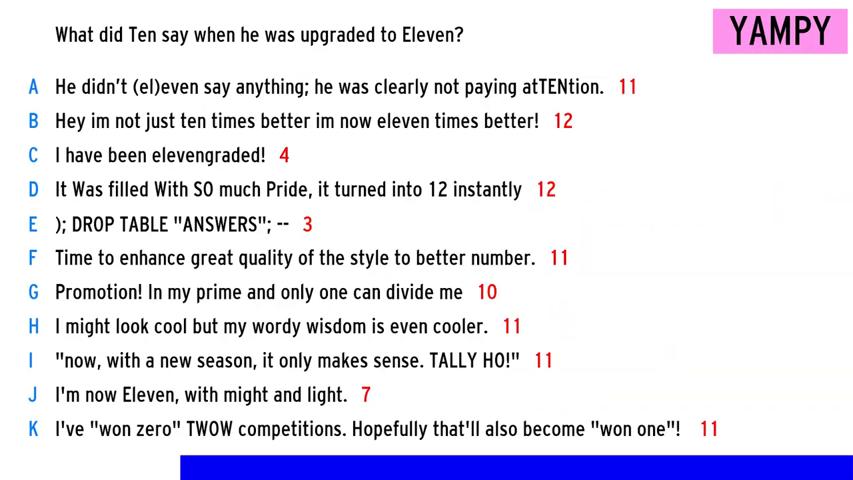 What did Ten say when he was upgraded to Eleven?
YAMPY
A He didn't (el)even say anything; he was clearly not paying atTENtion. 11
B Hey im not just ten times better im now eleven times better! 12
C I have been elevengraded! 4
D It Was filled With SO much Pride, it turned into 12 instantly 12
E ); DROP TABLE "ANSWERS"; -- 3
F Time to enhance great quality of the style to better number. 11
G Promotion! In my prime and only one can divide me 10
H I might look cool but my wordy wisdom is even cooler. 11
I "now, with a new season, it only makes sense. TALLY HO!" 11
J I'm now Eleven, with might and light. 7
K I've "won zero" TWOW competitions. Hopefully that'll also become "won one"! 11